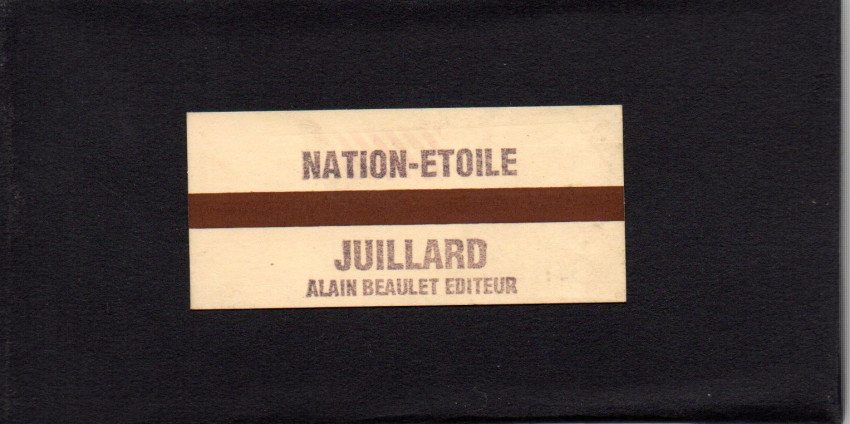 NATION-ETOILE
JUILLARD
ALAIN BEAULET EDITEUR